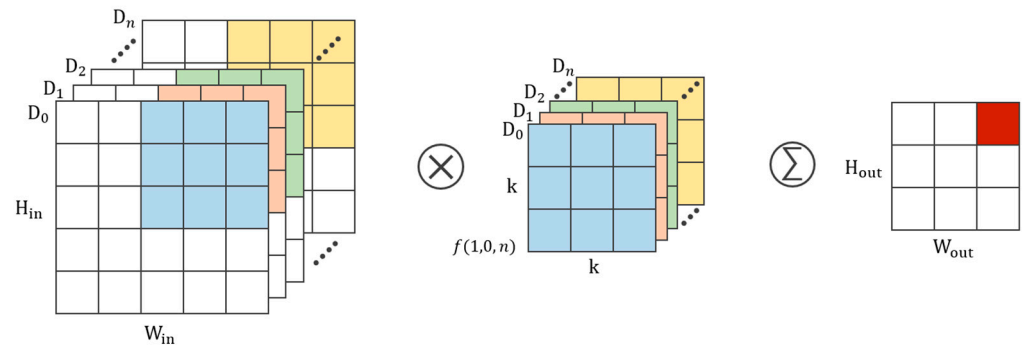 Dₙ
D₂
D₁
D₀
Hᵢₙ
Wᵢₙ
×
Dₙ
D₂
D₁
D₀
k
f(1,0,n)
k
∑
Hₒᵤₜ
Wₒᵤₜ